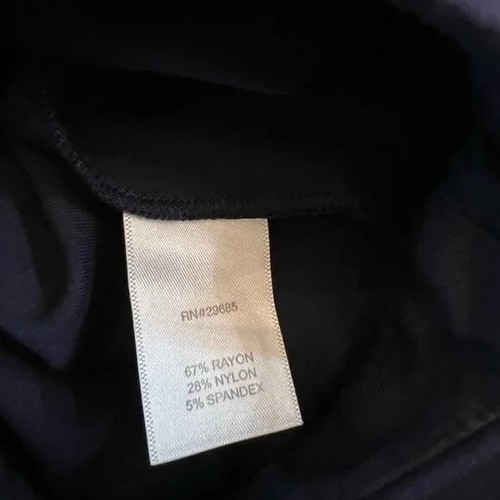 RN#29685
67% RAYON
28% NYLON
5% SPANDEX